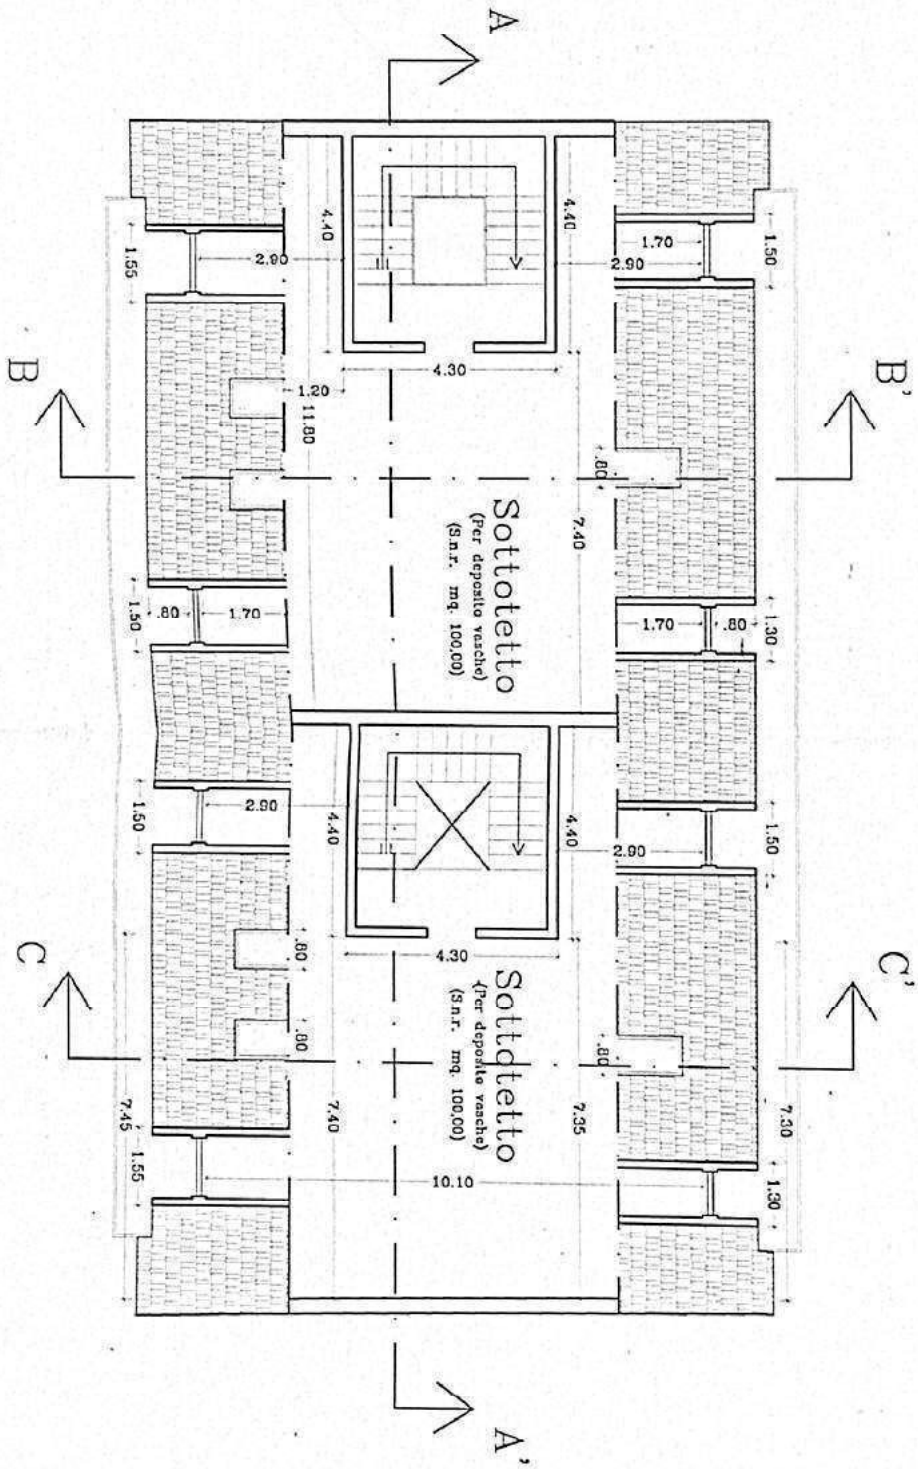 A
4.40
4.40
1.70
1.50
2.90
2.90
1.55
4.30
B
B'
1.20
11.80
.80
7.40
Sottotetto
(Per deposito vasche)
(S.n.r. mq. 100,00)
1.50
.80
1.70
1.70
.80
1.30
1.50
2.90
4.40
4.40
2.90
1.50
4.30
C
C'
.80
.80
.80
Sottotetto
(Per deposito vasche)
(S.n.r. mq. 100,00)
7.45
7.40
7.35
7.30
1.55
10.10
1.30
A'